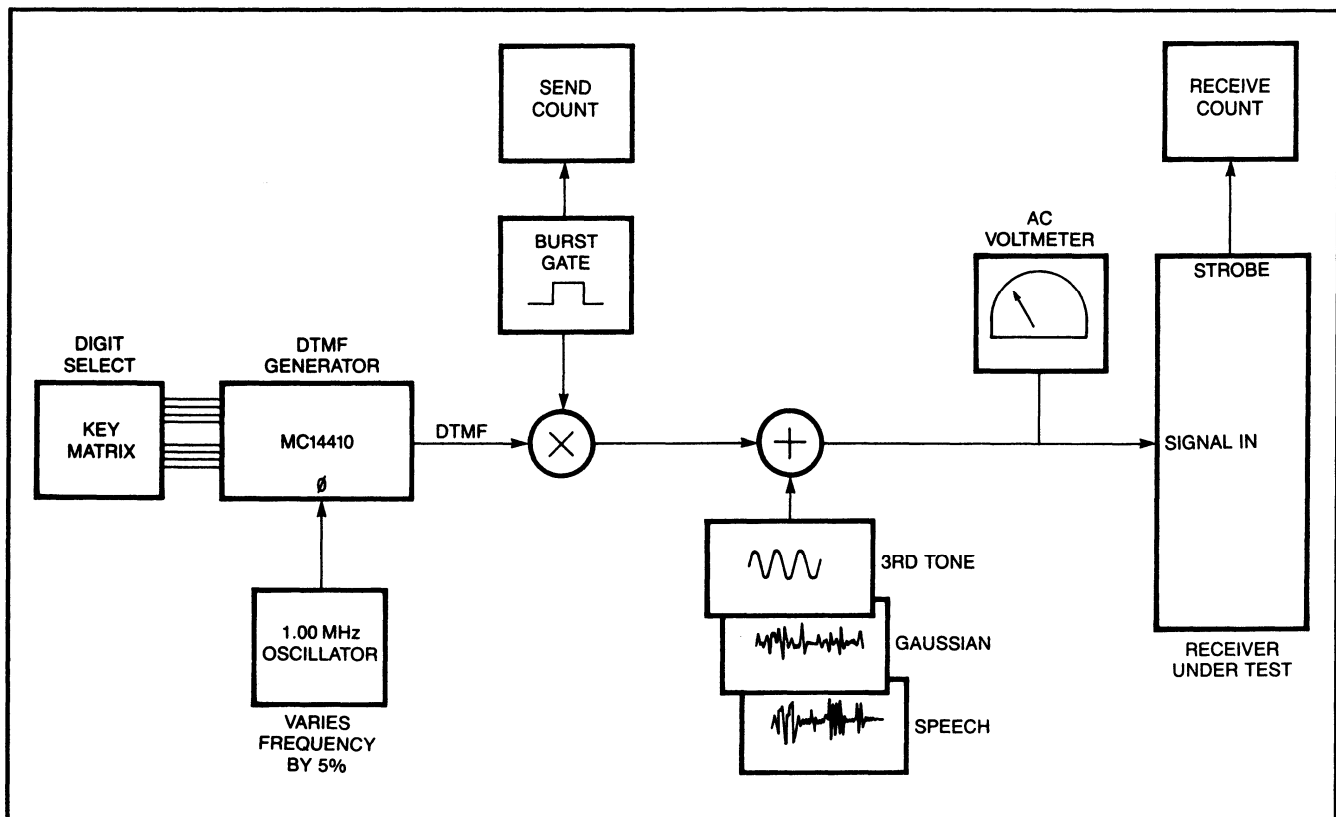 SEND
COUNT
RECEIVE
COUNT
BURST
GATE
AC
VOLTMETER
STROBE
DIGIT
SELECT
DTMF
GENERATOR
KEY
MATRIX
MC14410
ø
DTMF
×
+
SIGNAL IN
3RD TONE
1.00 MHz
OSCILLATOR
GAUSSIAN
RECEIVER
UNDER TEST
SPEECH
VARIES
FREQUENCY
BY 5%